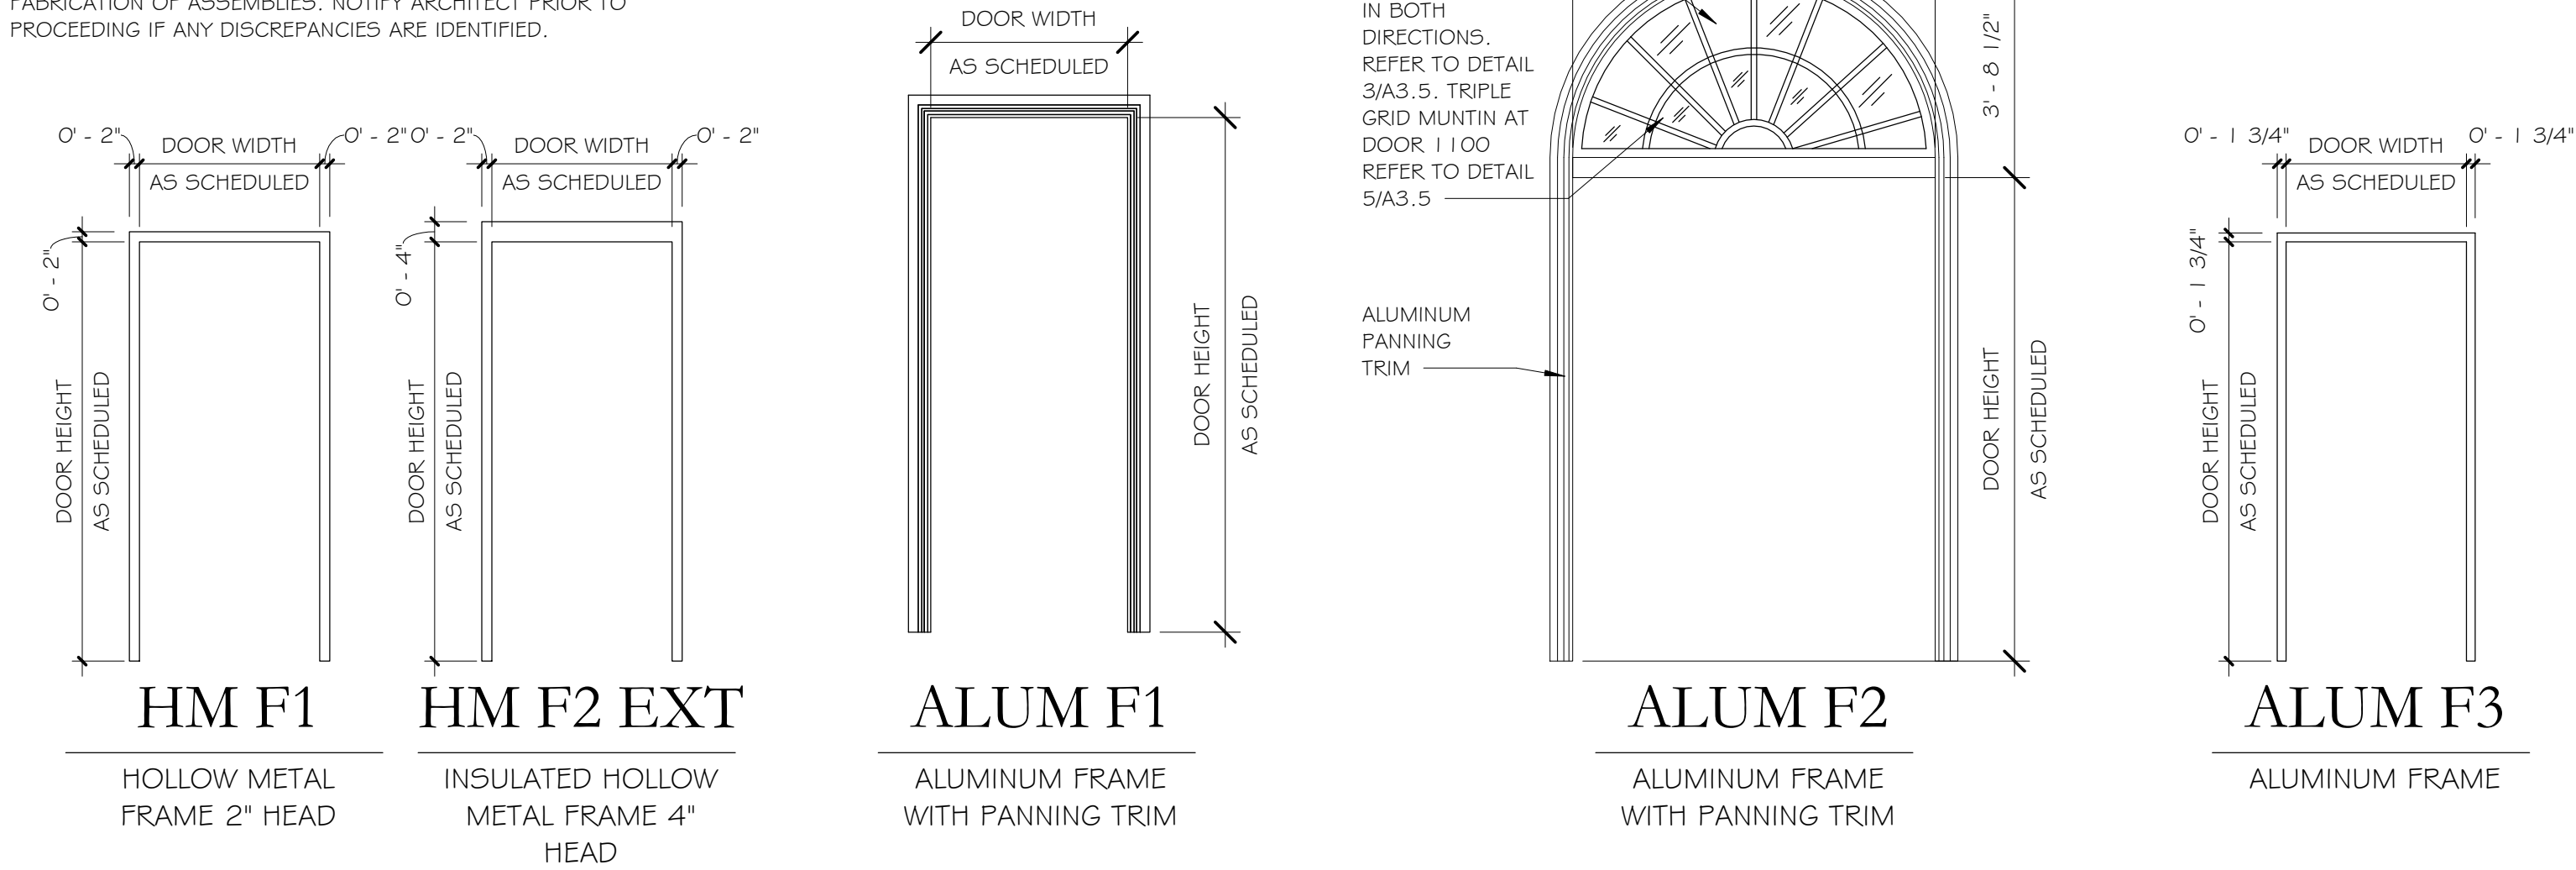 FABRICATION OF ASSEMBLIES. NOTIFY ARCHITECT PRIOR TO
PROCEEDING IF ANY DISCREPANCIES ARE IDENTIFIED.
0' - 2"
DOOR WIDTH
AS SCHEDULED
0' - 2"
0' - 2"
DOOR HEIGHT
AS SCHEDULED
HM F1
HOLLOW METAL
FRAME 2" HEAD
0' - 2"
DOOR WIDTH
AS SCHEDULED
0' - 2"
0' - 4"
DOOR HEIGHT
AS SCHEDULED
HM F2 EXT
INSULATED HOLLOW
METAL FRAME 4"
HEAD
DOOR WIDTH
AS SCHEDULED
DOOR HEIGHT
AS SCHEDULED
ALUM F1
ALUMINUM FRAME
WITH PANNING TRIM
IN BOTH
DIRECTIONS.
REFER TO DETAIL
3/A3.5. TRIPLE
GRID MUNTIN AT
DOOR 1100
REFER TO DETAIL
5/A3.5
3' - 8 1/2"
ALUMINUM
PANNING
TRIM
DOOR HEIGHT
AS SCHEDULED
ALUM F2
ALUMINUM FRAME
WITH PANNING TRIM
0' - 1 3/4"
DOOR WIDTH
AS SCHEDULED
0' - 1 3/4"
0' - 1 3/4"
DOOR HEIGHT
AS SCHEDULED
ALUM F3
ALUMINUM FRAME